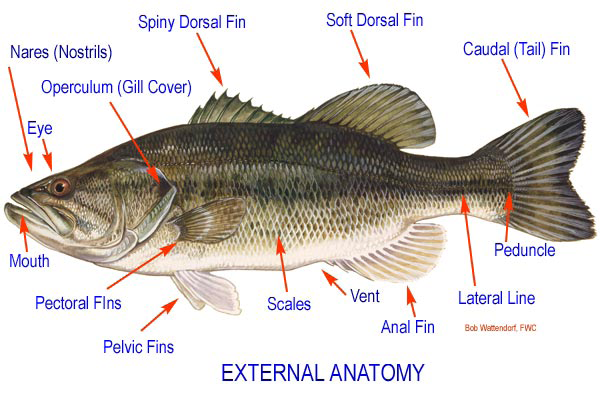 Spiny Dorsal Fin
Soft Dorsal Fin
Nares (Nostrils)
Caudal (Tail) Fin
Operculum (Gill Cover)
Eye
Mouth
Peduncle
Pectoral FIns
Scales
Vent
Lateral Line
Anal Fin
Bob Wattendorf, FWC
Pelvic Fins
EXTERNAL ANATOMY